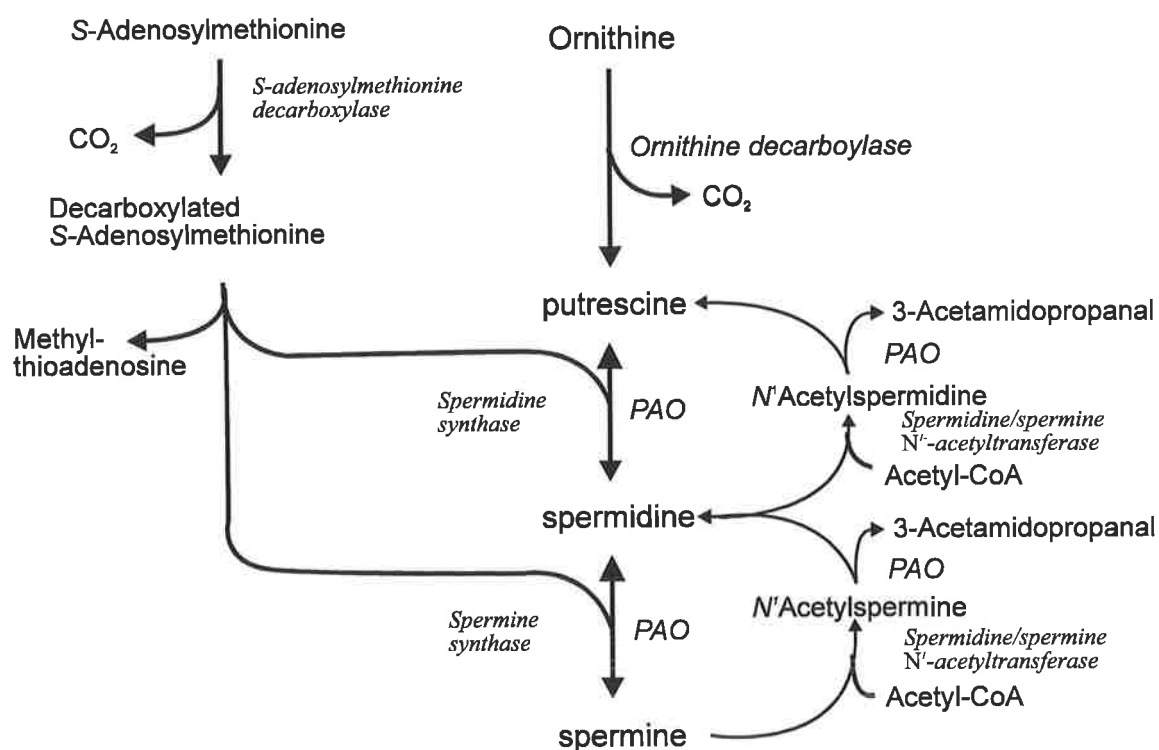 S-Adenosylmethionine
Ornithine
S-adenosylmethionine
decarboxylase
CO₂
Ornithine decarboylase
CO₂
Decarboxylated
S-Adenosylmethionine
putrescine
3-Acetamidopropanal
Methyl-
thioadenosine
PAO
N¹Acetylspermidine
Spermidine
synthase
PAO
Spermidine/spermine
N¹-acetyltransferase
Acetyl-CoA
spermidine
3-Acetamidopropanal
PAO
N¹Acetylspermine
Spermine
synthase
PAO
Spermidine/spermine
N¹-acetyltransferase
Acetyl-CoA
spermine